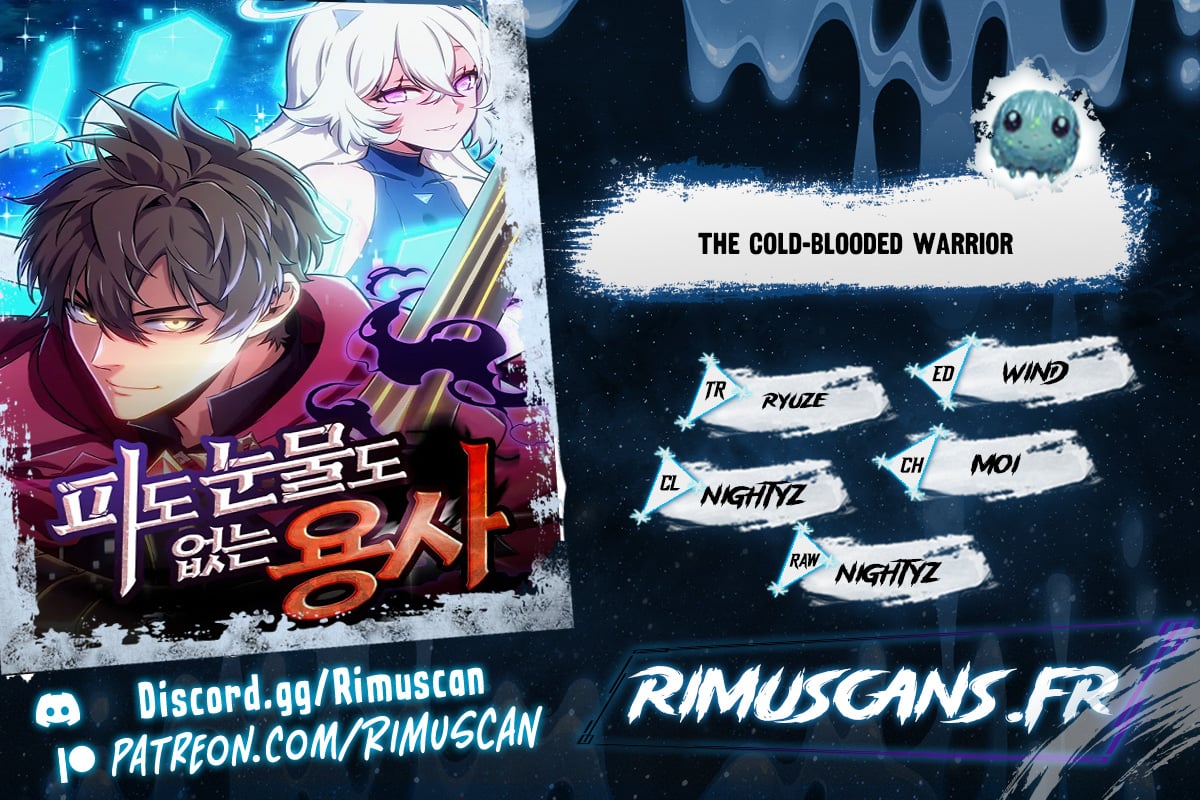 THE COLD-BLOODED WARRIOR
TR RYUZE
ED WIND
CL NIGHTYZ
CH MOI
RAW NIGHTYZ
피도 눈물도
없는 용사
Discord.gg/Rimuscan
PATREON.COM/RIMUSCAN
RIMUSCANS.FR